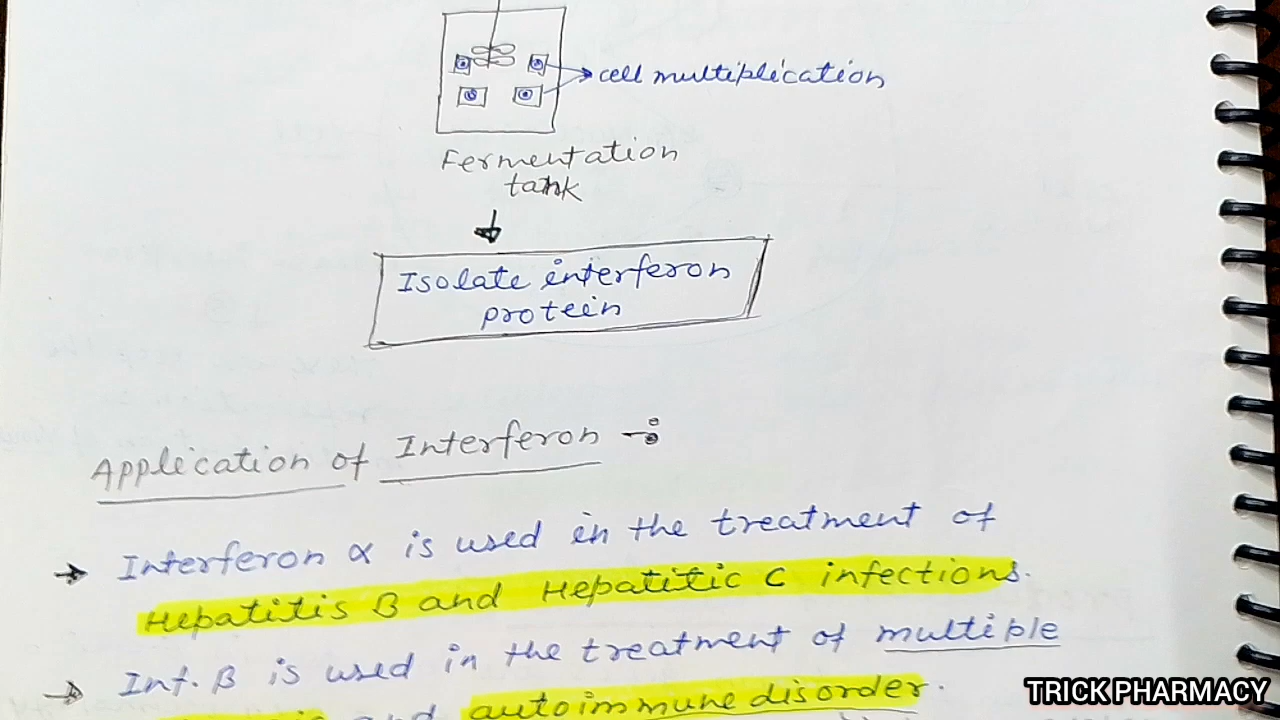 cell multiplication
Fermentation
tank
Isolate interferon
protein
Application of Interferon
→ Interferon α is used in the treatment of
Hepatitis B and Hepatitic C infections.
→ Int. β is used in the treatment of multiple
and autoimmune disorder.
TRICK PHARMACY